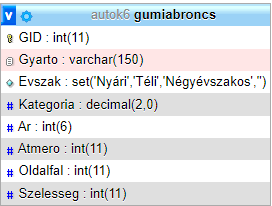 v autok6 gumiabroncs
GID : int(11)
Gyarto : varchar(150)
Evszak : set('Nyári','Téli','Négyévszakos','')
# Kategoria : decimal(2,0)
# Ar : int(6)
# Atmero : int(11)
# Oldalfal : int(11)
# Szelesseg : int(11)